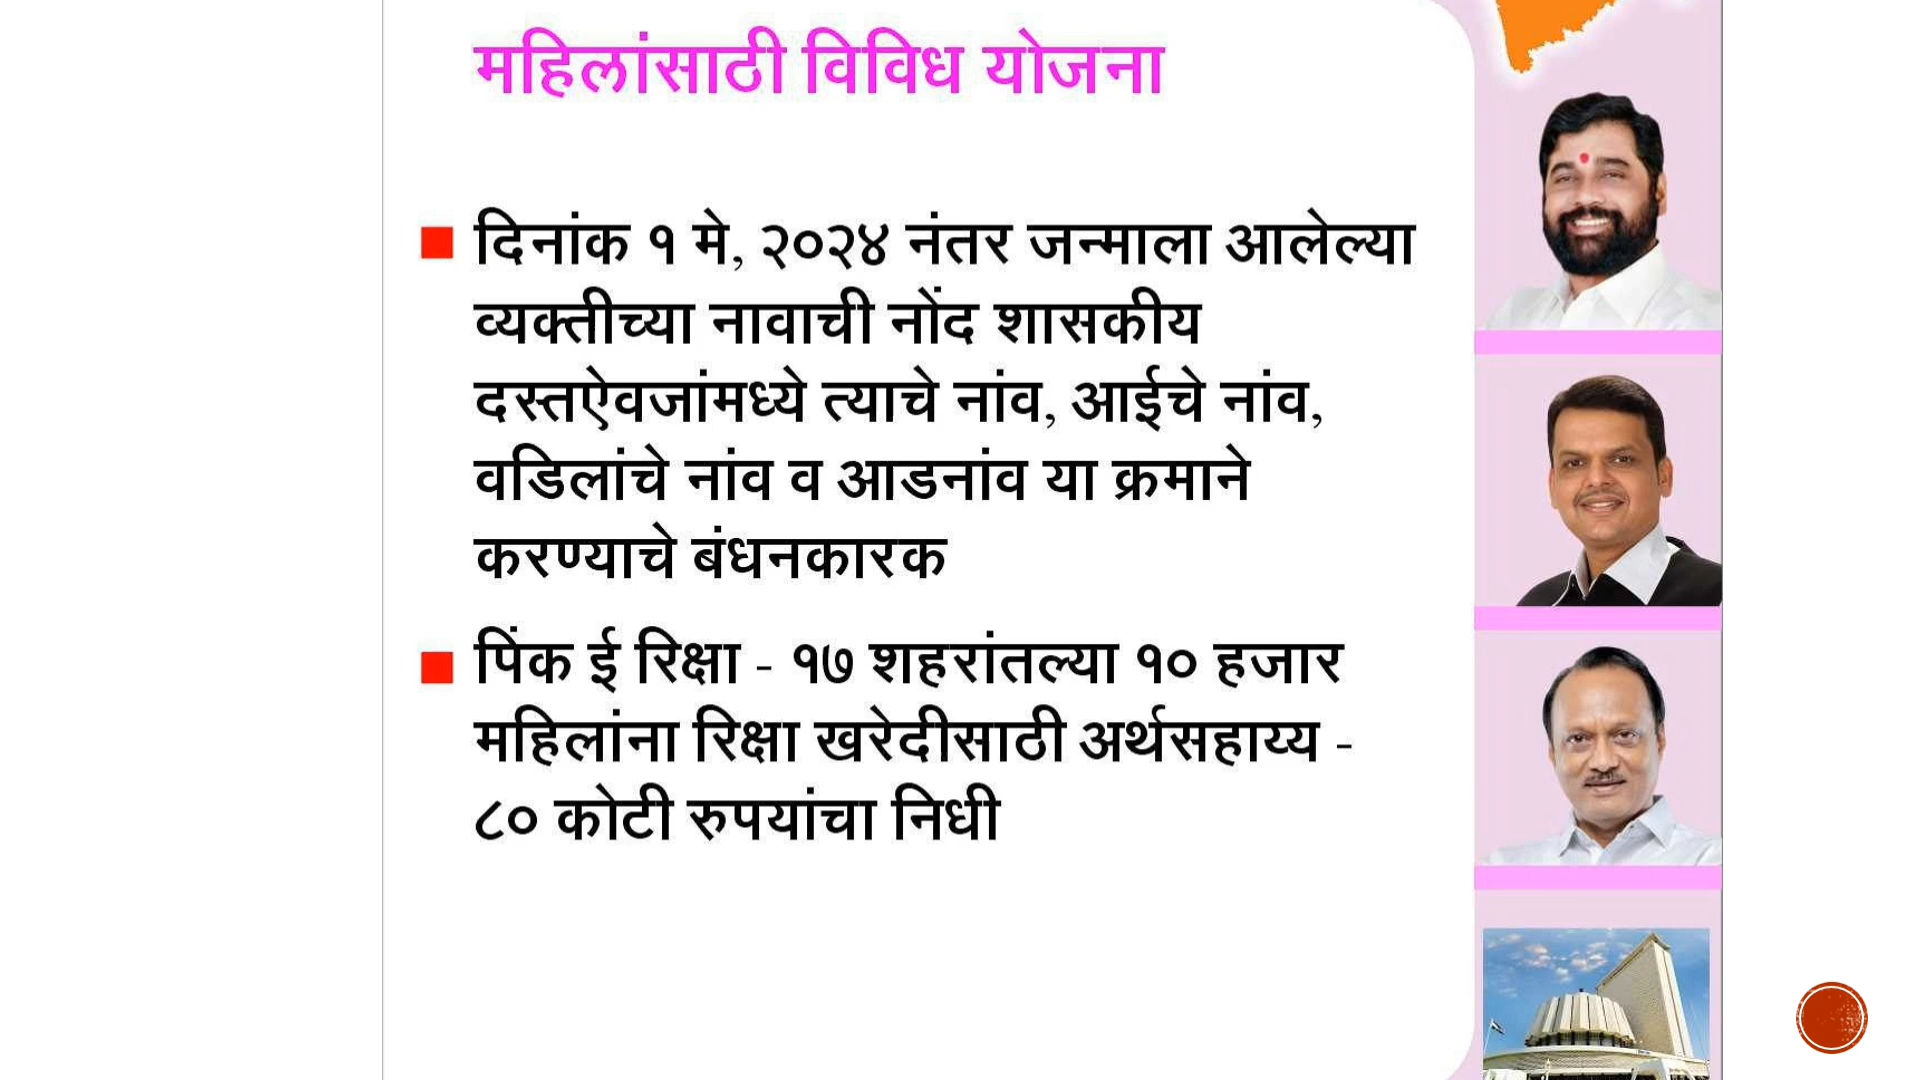 महिलांसाठी विविध योजना
दिनांक १ मे, २०२४ नंतर जन्माला आलेल्या
व्यक्तीच्या नावाची नोंद शासकीय
दस्तऐवजांमध्ये त्याचे नांव, आईचे नांव,
वडिलांचे नांव व आडनांव या क्रमाने
करण्याचे बंधनकारक
पिंक ई रिक्षा - १७ शहरांतल्या १० हजार
महिलांना रिक्षा खरेदीसाठी अर्थसहाय्य -
८० कोटी रुपयांचा निधी